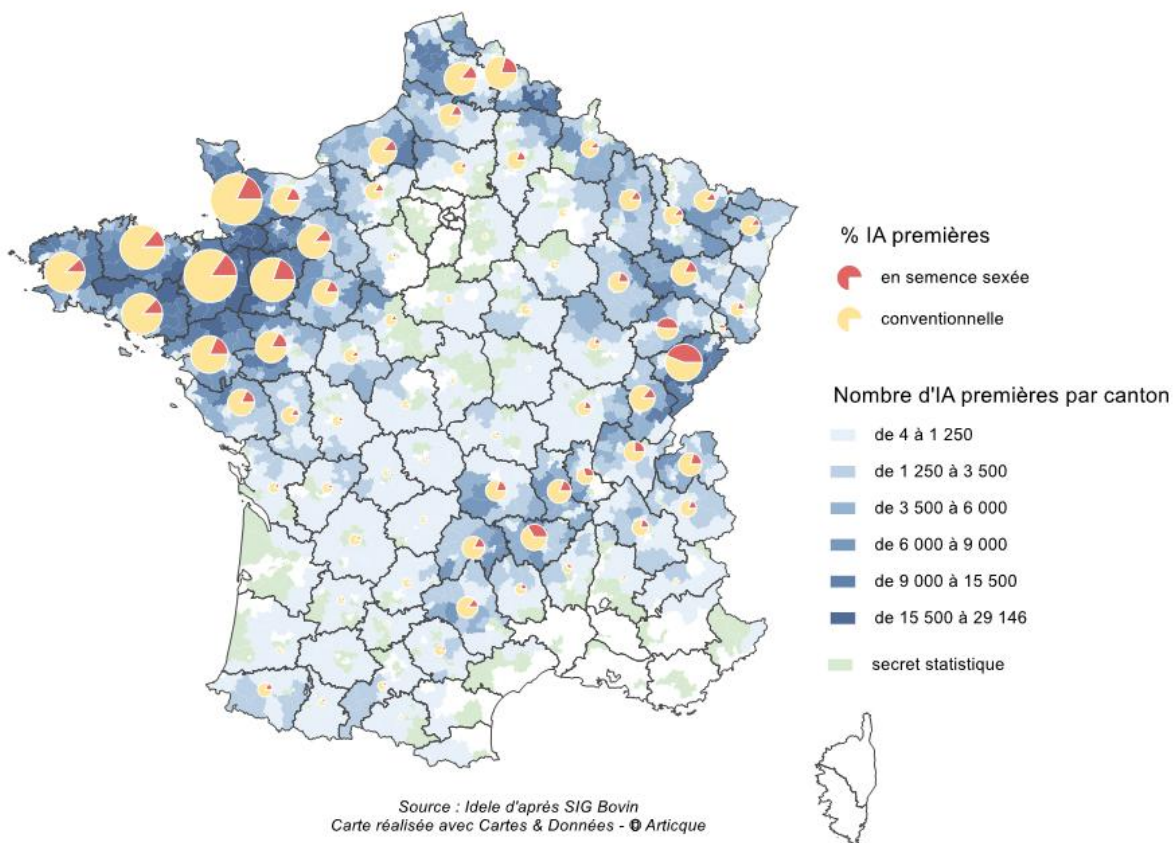 % IA premières
en semence sexée
conventionnelle
Nombre d'IA premières par canton
de 4 à 1 250
de 1 250 à 3 500
de 3 500 à 6 000
de 6 000 à 9 000
de 9 000 à 15 500
de 15 500 à 29 146
secret statistique
Source : Idele d'après SIG Bovin
Carte réalisée avec Cartes & Données - © Articque